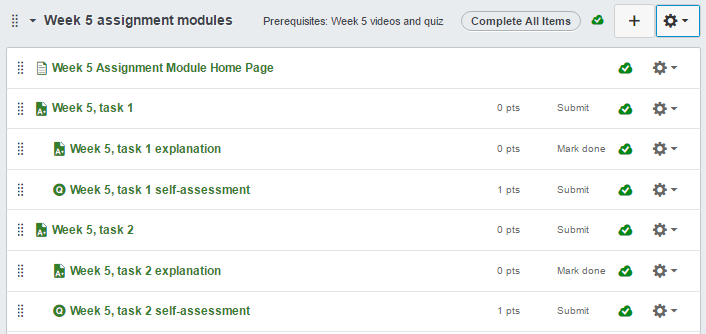 Week 5 assignment modules Prerequisites: Week 5 videos and quiz Complete All Items +
Week 5 Assignment Module Home Page
Week 5, task 1 0 pts Submit
A+ Week 5, task 1 explanation 0 pts Mark done
Q Week 5, task 1 self-assessment 1 pts Submit
Week 5, task 2 0 pts Submit
A+ Week 5, task 2 explanation 0 pts Mark done
Q Week 5, task 2 self-assessment 1 pts Submit